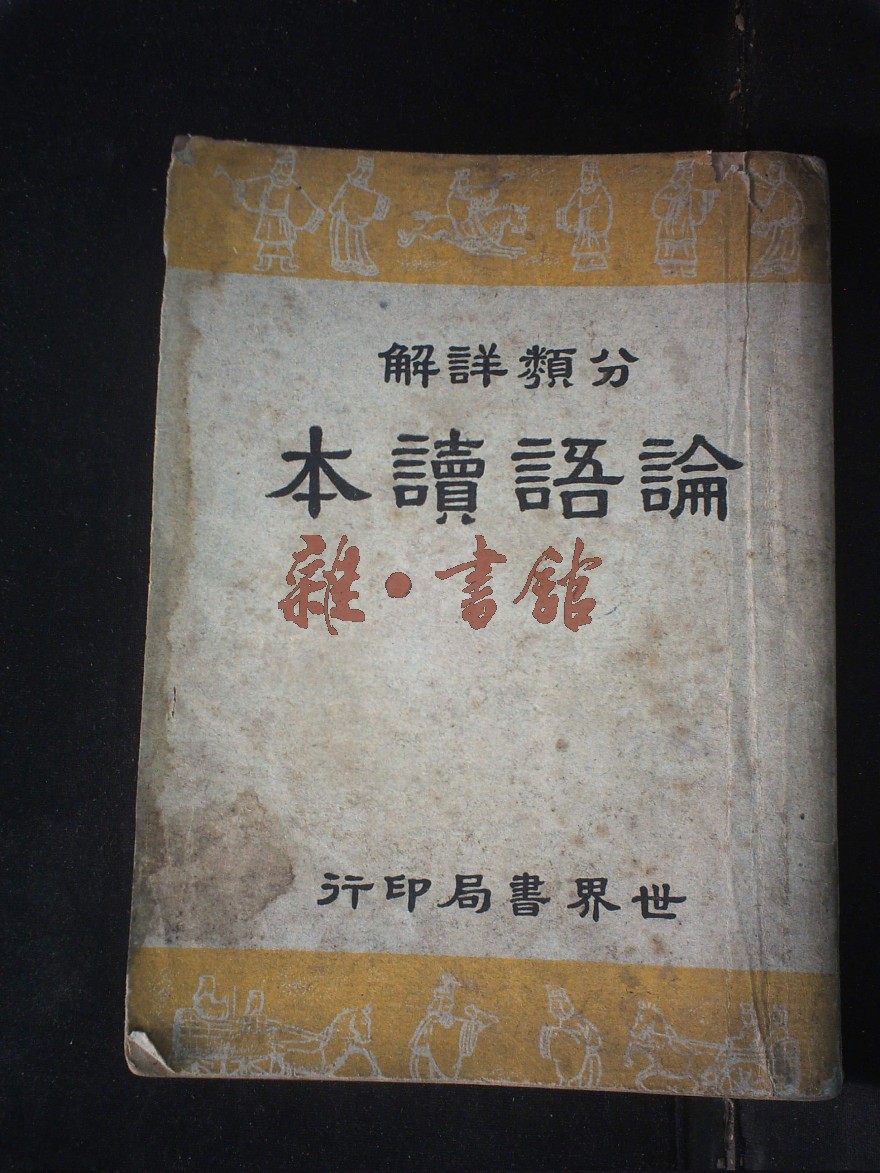 分類詳解
論語讀本
雜·書館
世界書局印行